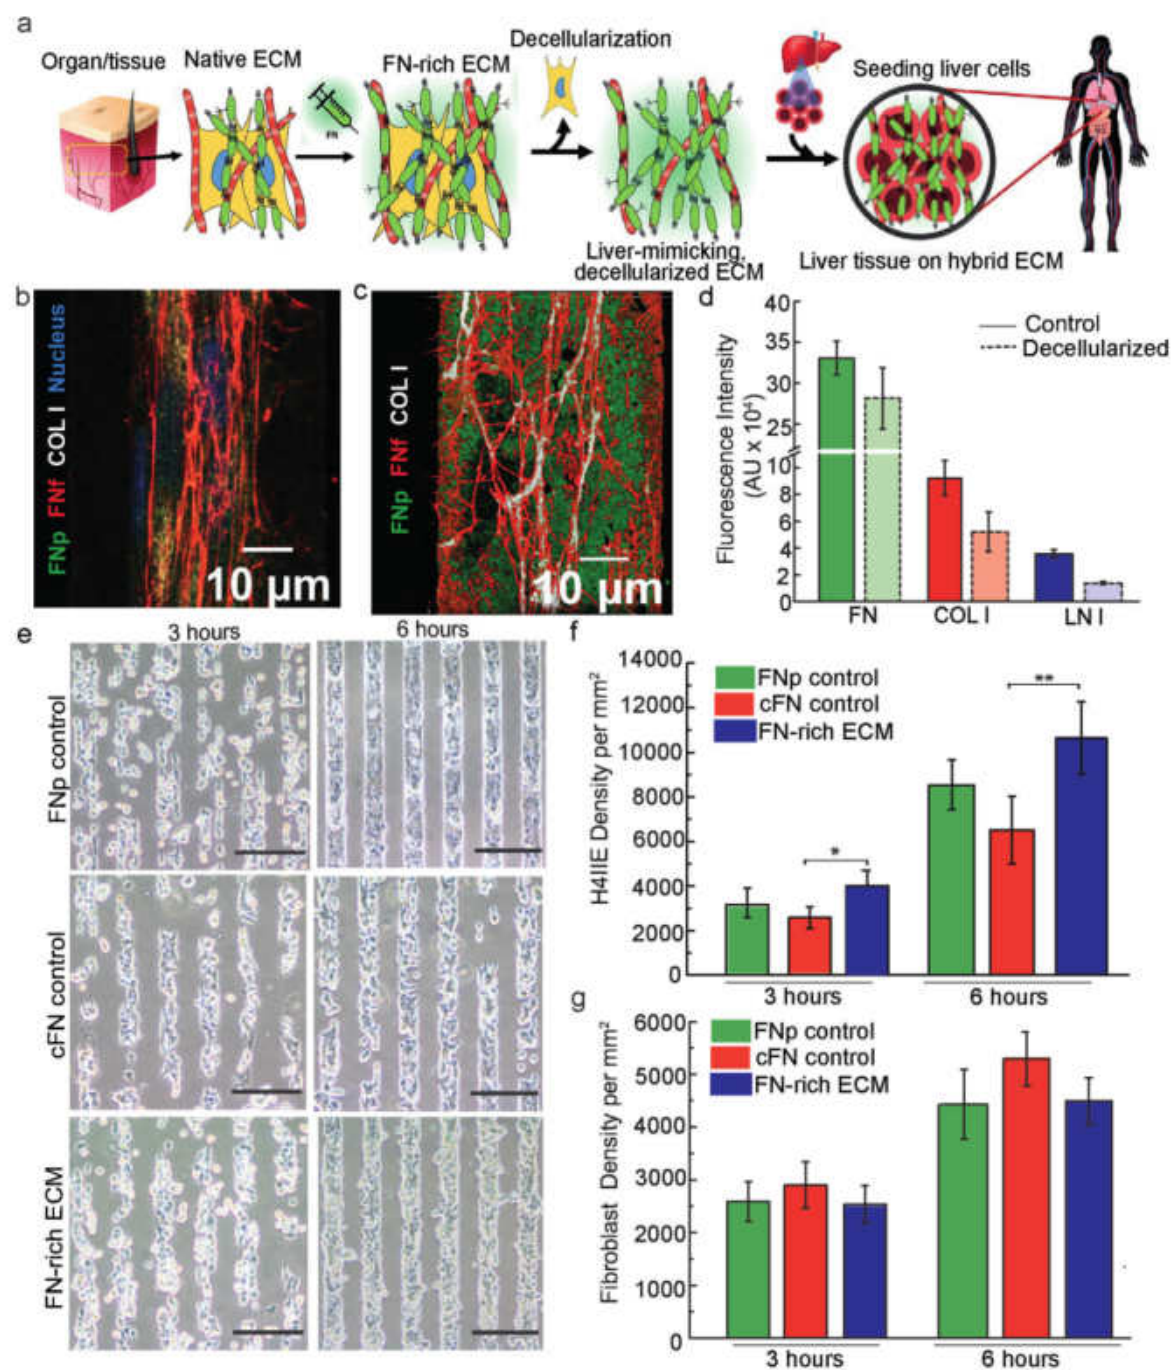 a
Organ/tissue
Native ECM
FN
FN-rich ECM
Decellularization
Liver-mimicking,
decellularized ECM
Seeding liver cells
Liver tissue on hybrid ECM
b
FNp FNf COL I Nucleus
10 μm
c
FNp FNf COL I
10 μm
d
Fluorescence Intensity
(AU x 10⁴)
40
35
30
25
10
8
6
4
2
0
Control
Decellularized
FN COL I LN I
e
3 hours 6 hours
FNp control
cFN control
FN-rich ECM
f
H4IIE Density per mm²
14000
12000
10000
8000
6000
4000
2000
0
FNp control
cFN control
FN-rich ECM
*
**
3 hours 6 hours
g
Fibroblast Density per mm²
6000
5000
4000
3000
2000
1000
0
FNp control
cFN control
FN-rich ECM
3 hours 6 hours